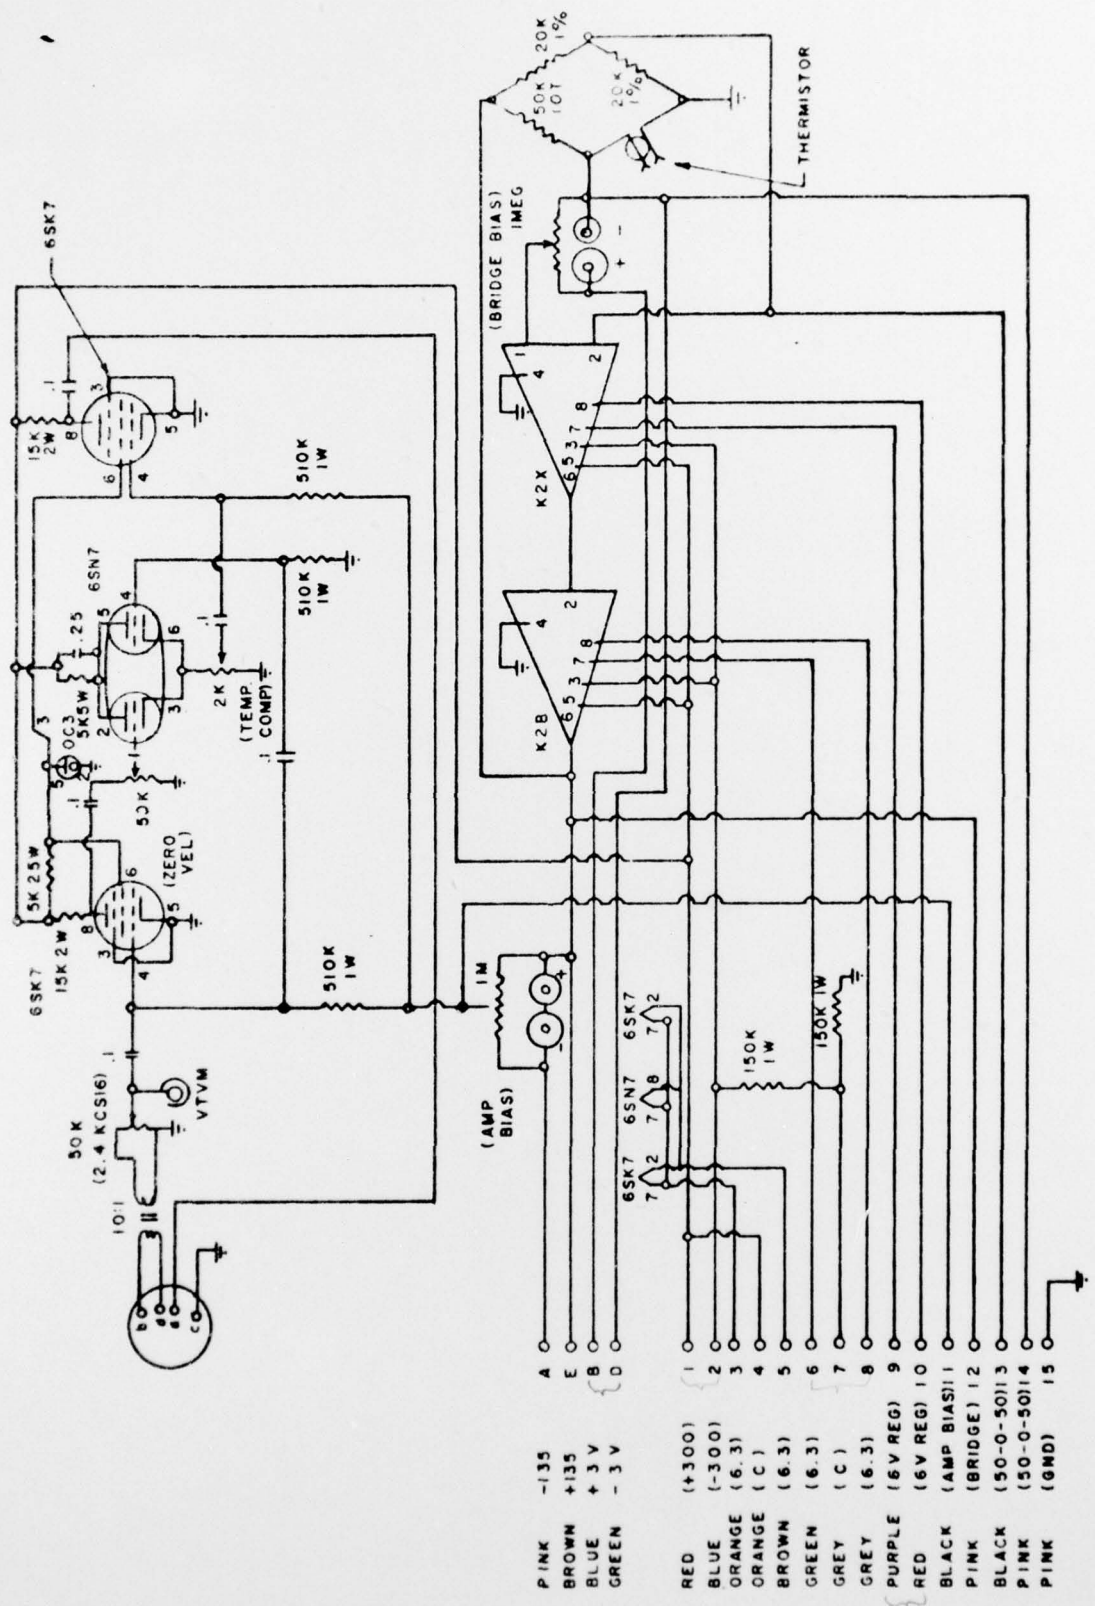 6SK7
15K
2W
.1
8
3
5
6
4
510K
1W
6SN7
510K
1W
.1
.25
5K5W
5
4
6
2
3
1
2K
(TEMP.
COMP)
.1
3
OC3
5
2
.1
50K
(ZERO
VEL)
5K 25W
15K 2W
6SK7
8
6
3
4
5
510K
1W
.1
VTVM
50K
(2.4 KCS16)
10:1
b
d
a
c
20K
1%
50K
10T
20K
1%
THERMISTOR
(BRIDGE BIAS)
1MEG
-
+
1
2
4
K2X
6
5
3
7
8
2
4
K2B
6
5
3
7
8
1M
+
-
(AMP
BIAS)
6SK7
7
2
6SN7
7
8
6SK7
7
2
150K
1W
150K 1W
PINK -135 A
BROWN +135 E
BLUE + 3 V B
GREEN - 3 V D
RED (+300) 1
BLUE (-300) 2
ORANGE (6.3) 3
ORANGE (C) 4
BROWN (6.3) 5
GREEN (6.3) 6
GREY (C) 7
GREY (6.3) 8
PURPLE (6V REG) 9
RED (6V REG) 10
BLACK (AMP BIAS) 11
PINK (BRIDGE) 12
BLACK (50-0-50) 13
PINK (50-0-50) 14
PINK (GND) 15